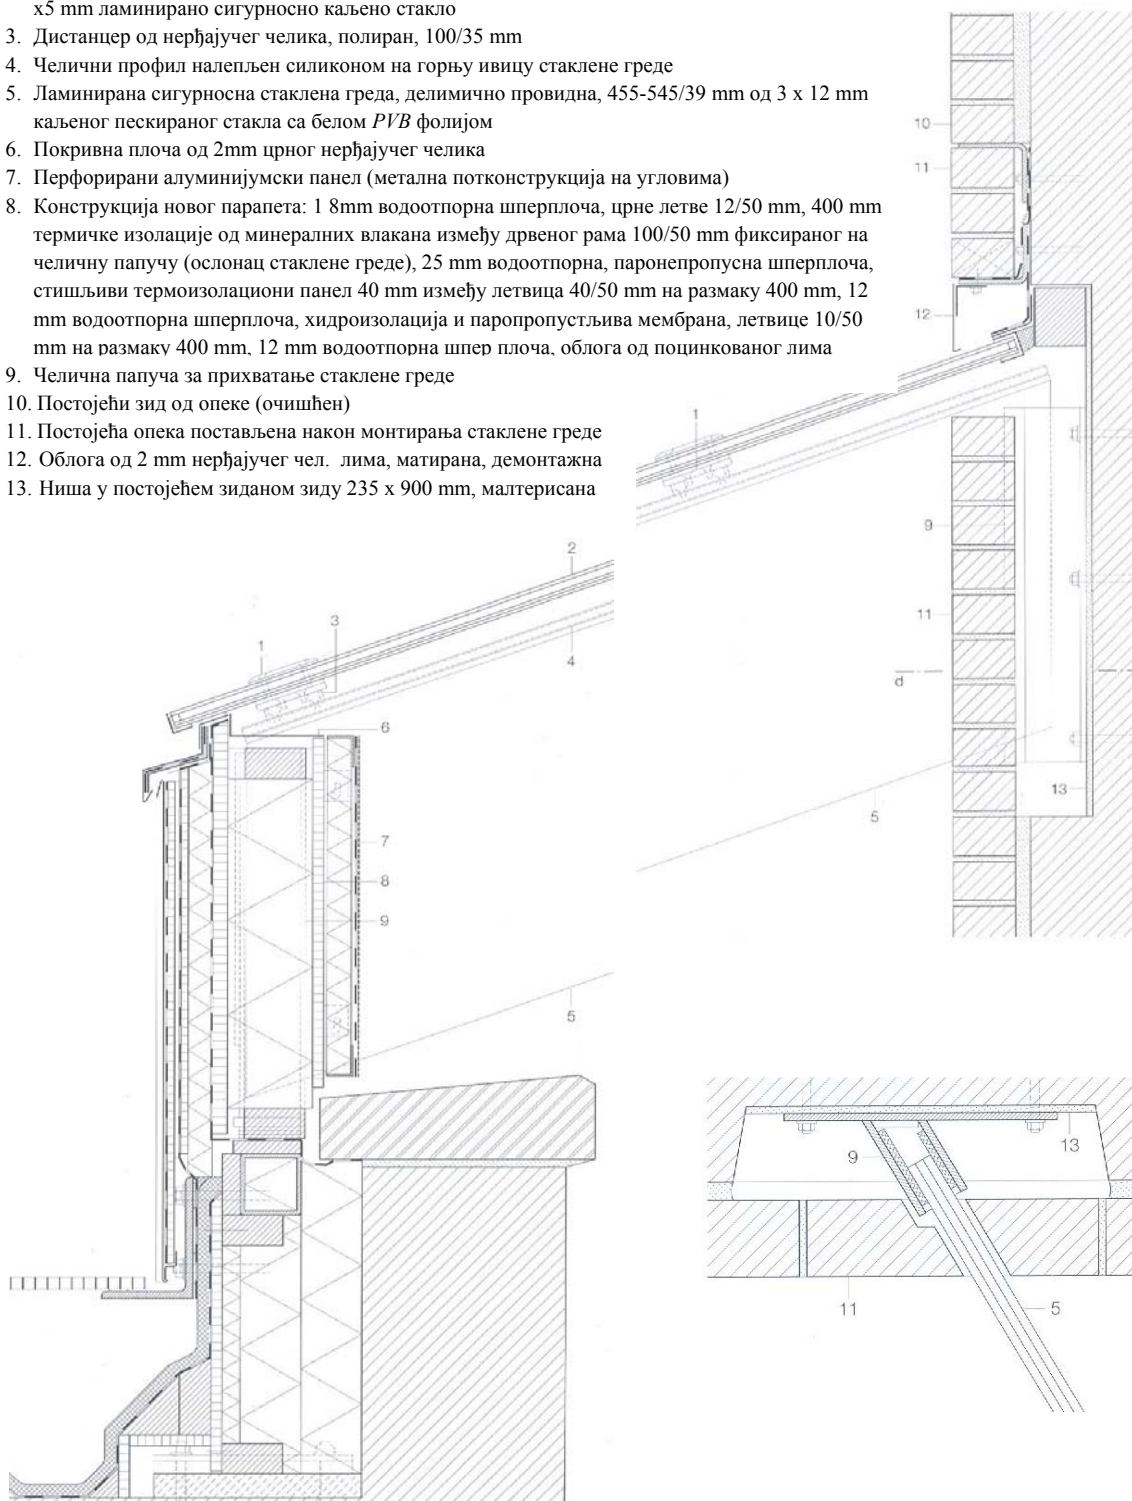 x5 mm ламинирано сигурносно каљено стакло
3. Дистанцер од нерђајучег челика, полиран, 100/35 mm
4. Челични профил налепљен силиконом на горњу ивицу стаклене греде
5. Ламинирана сигурносна стаклена греда, делимично провидна, 455-545/39 mm од 3 x 12 mm
каљеног пескираног стакла са белом PVB фолијом
6. Покривна плоча од 2mm црног нерђајучег челика
7. Перфорирани алуминијумски панел (метална потконструкција на угловима)
8. Конструкција новог парапета: 1 8mm водоотпорна шперплоча, црне летве 12/50 mm, 400 mm
термичке изолације од минералних влакана између дрвеног рама 100/50 mm фиксираног на
челичну папучу (ослонац стаклене греде), 25 mm водоотпорна, паронепропусна шперплоча,
стишљиви термоизолациони панел 40 mm између летвица 40/50 mm на размаку 400 mm, 12
mm водоотпорна шперплоча, хидроизолација и паропропустљива мембрана, летвице 10/50
mm на размаку 400 mm, 12 mm водоотпорна шпер плоча, облога од поцинкованог лима
9. Челична папуча за прихватање стаклене греде
10. Постојећи зид од опеке (очишћен)
11. Постојећа опека постављена након монтирања стаклене греде
12. Облога од 2 mm нерђајучег чел. лима, матирана, демонтажна
13. Ниша у постојећем зиданом зиду 235 x 900 mm, малтерисана
10
11
12
1
9
11
d
13
5
2
3
1
4
6
7
8
9
5
9
13
11
5